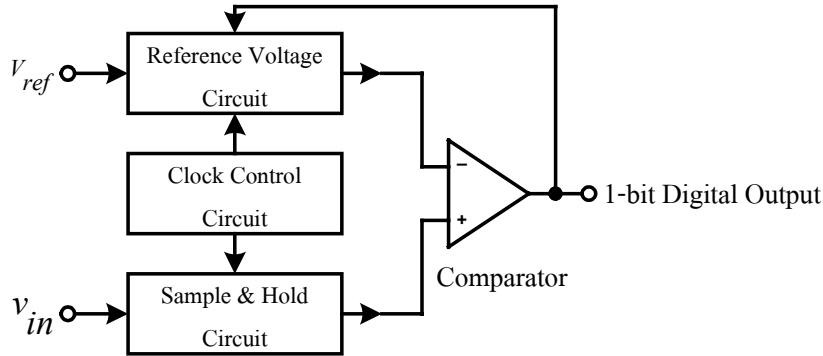 Reference Voltage
Circuit
V_ref
Clock Control
Circuit
−
+
1-bit Digital Output
Comparator
Sample & Hold
Circuit
v_in